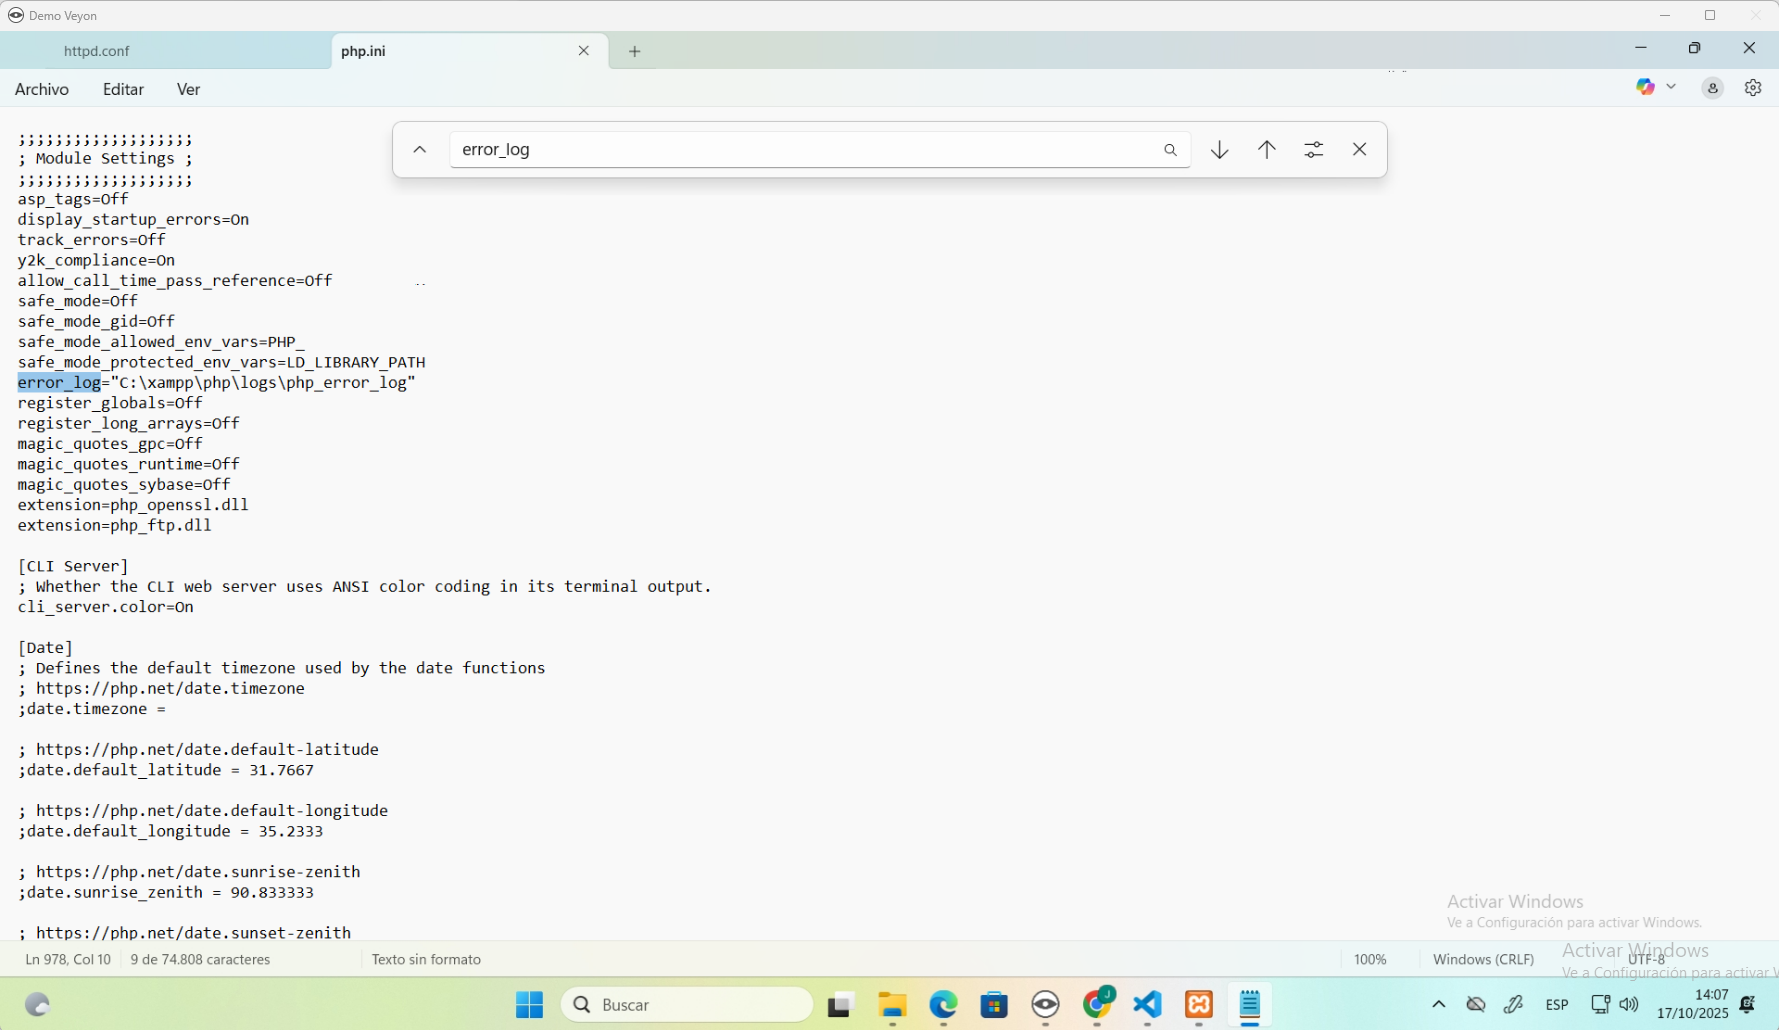 Demo Veyon
httpd.conf
php.ini
Archivo
Editar
Ver
error_log
;;;;;;;;;;;;;;;;;;;
; Module Settings ;
;;;;;;;;;;;;;;;;;;;
asp_tags=Off
display_startup_errors=On
track_errors=Off
y2k_compliance=On
allow_call_time_pass_reference=Off
safe_mode=Off
safe_mode_gid=Off
safe_mode_allowed_env_vars=PHP_
safe_mode_protected_env_vars=LD_LIBRARY_PATH
error_log="C:\xampp\php\logs\php_error_log"
register_globals=Off
register_long_arrays=Off
magic_quotes_gpc=Off
magic_quotes_runtime=Off
magic_quotes_sybase=Off
extension=php_openssl.dll
extension=php_ftp.dll
[CLI Server]
; Whether the CLI web server uses ANSI color coding in its terminal output.
cli_server.color=On
[Date]
; Defines the default timezone used by the date functions
; https://php.net/date.timezone
;date.timezone =
; https://php.net/date.default-latitude
;date.default_latitude = 31.7667
; https://php.net/date.default-longitude
;date.default_longitude = 35.2333
; https://php.net/date.sunrise-zenith
;date.sunrise_zenith = 90.833333
; https://php.net/date.sunset-zenith
Activar Windows
Ve a Configuración para activar Windows.
Ln 978, Col 10
9 de 74.808 caracteres
Texto sin formato
100%
Windows (CRLF)
UTF-8
Activar Windows
Ve a Configuración para activar
Buscar
J
ESP
14:07
17/10/2025